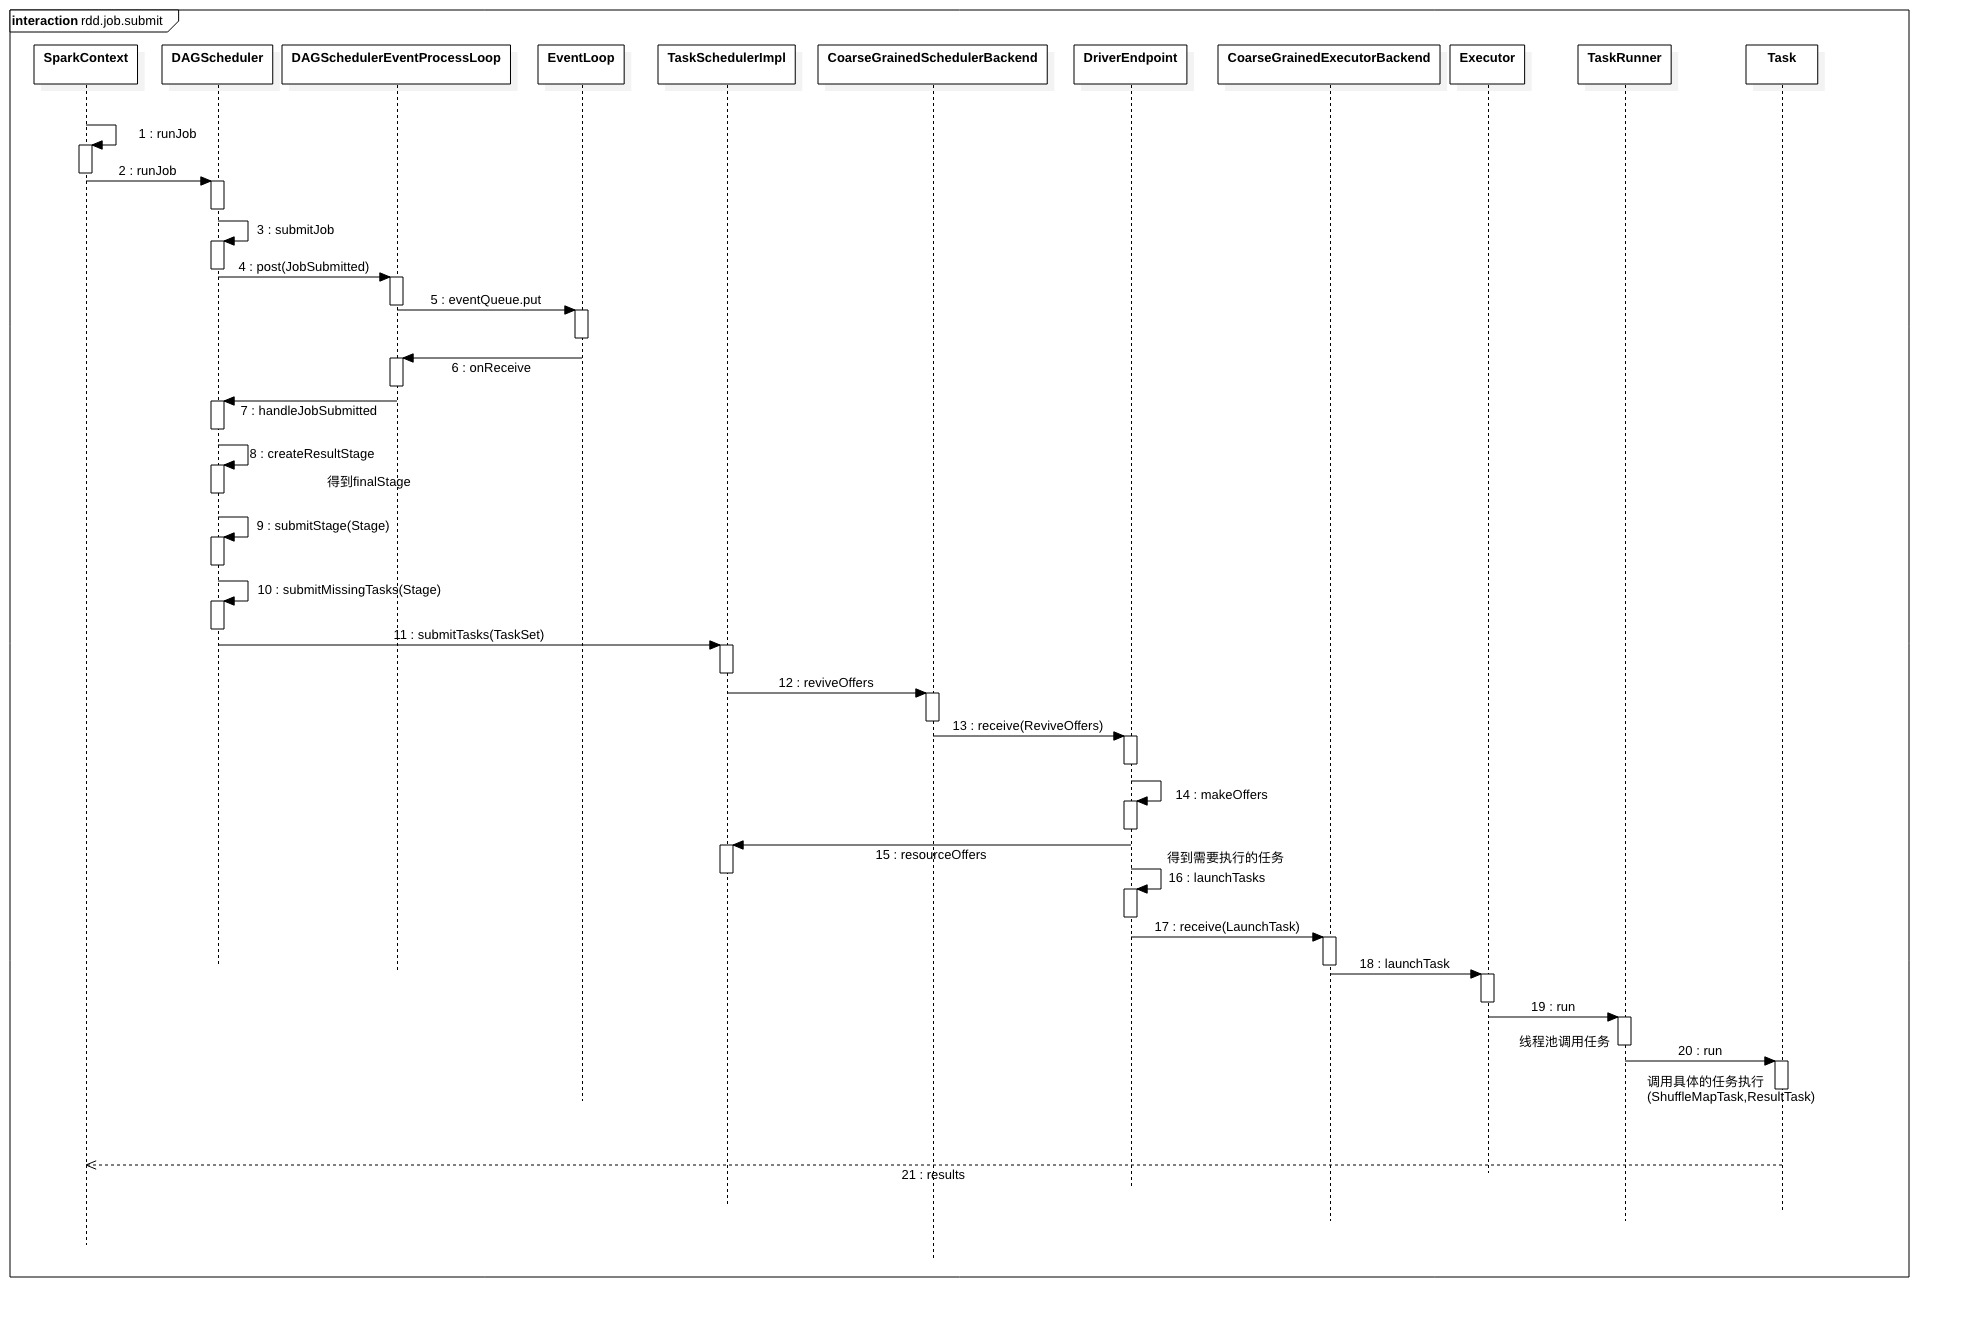 interaction rdd.job.submit
SparkContext
DAGScheduler
DAGSchedulerEventProcessLoop
EventLoop
TaskSchedulerImpl
CoarseGrainedSchedulerBackend
DriverEndpoint
CoarseGrainedExecutorBackend
Executor
TaskRunner
Task
1 : runJob
2 : runJob
3 : submitJob
4 : post(JobSubmitted)
5 : eventQueue.put
6 : onReceive
7 : handleJobSubmitted
8 : createResultStage
得到finalStage
9 : submitStage(Stage)
10 : submitMissingTasks(Stage)
11 : submitTasks(TaskSet)
12 : reviveOffers
13 : receive(ReviveOffers)
14 : makeOffers
15 : resourceOffers
得到需要执行的任务
16 : launchTasks
17 : receive(LaunchTask)
18 : launchTask
19 : run
线程池调用任务
20 : run
调用具体的任务执行
(ShuffleMapTask,ResultTask)
21 : results